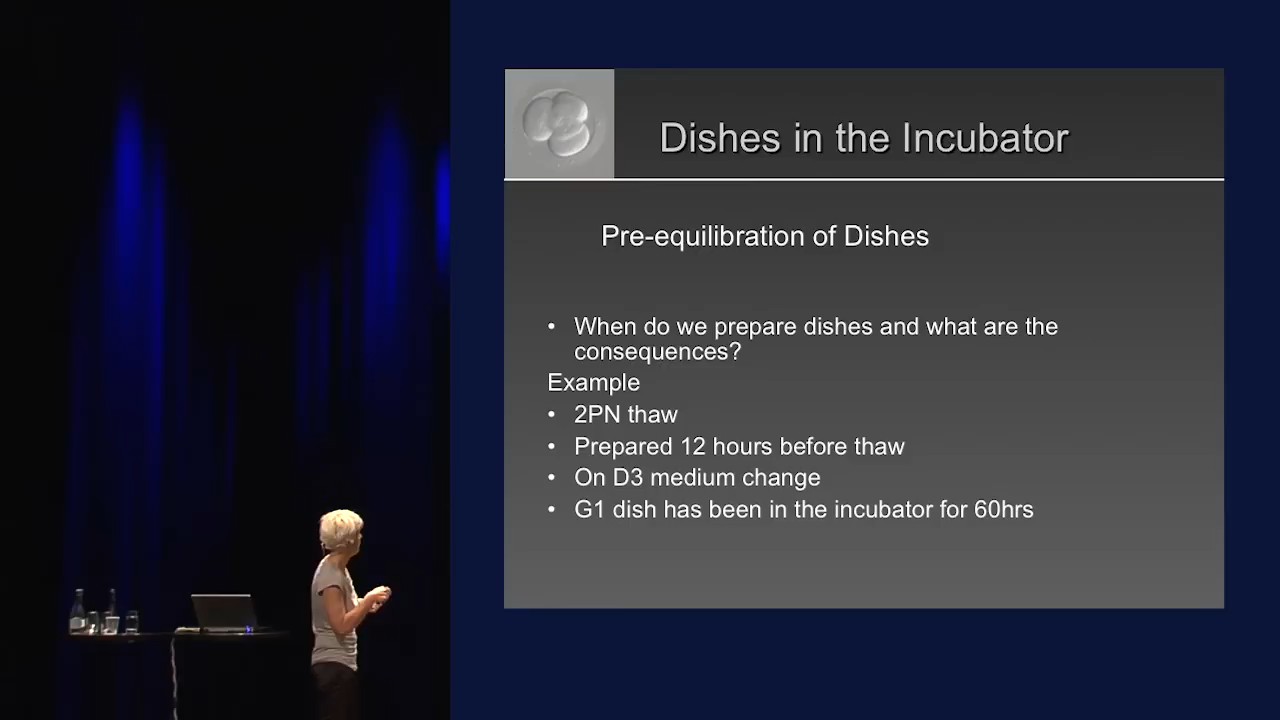 Dishes in the Incubator
Pre-equilibration of Dishes
• When do we prepare dishes and what are the
consequences?
Example
• 2PN thaw
• Prepared 12 hours before thaw
• On D3 medium change
• G1 dish has been in the incubator for 60hrs